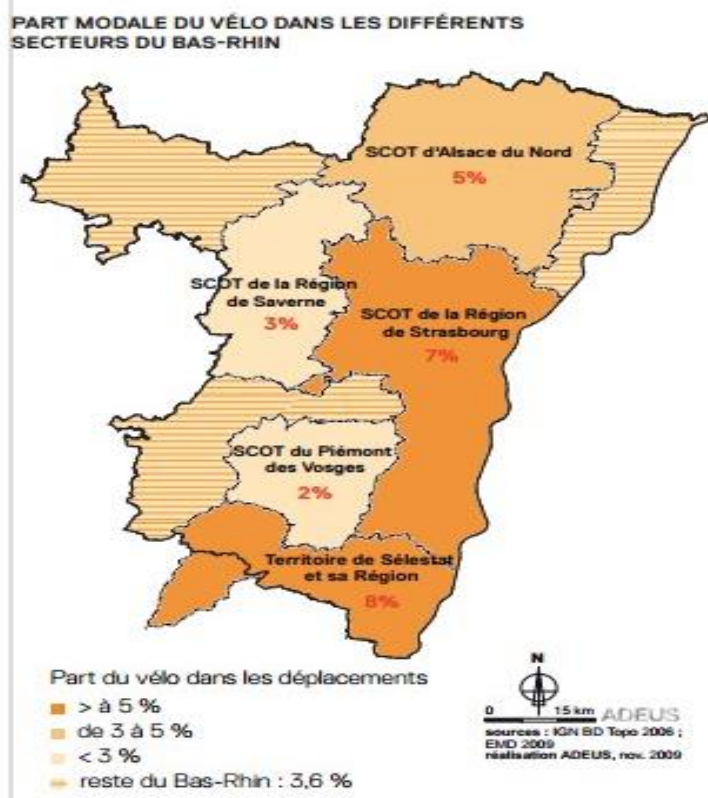 PART MODALE DU VÉLO DANS LES DIFFÉRENTS
SECTEURS DU BAS-RHIN
SCOT d'Alsace du Nord
5%
SCOT de la Région
de Saverne
3%
SCOT de la Région
de Strasbourg
7%
SCOT du Piémont
des Vosges
2%
Territoire de Sélestat
et sa Région
8%
Part du vélo dans les déplacements
> à 5 %
de 3 à 5 %
< 3 %
reste du Bas-Rhin : 3,6 %
N
0 15 km ADEUS
sources : IGN BD Topo 2006 ;
EMD 2009
réalisation ADEUS, nov. 2009